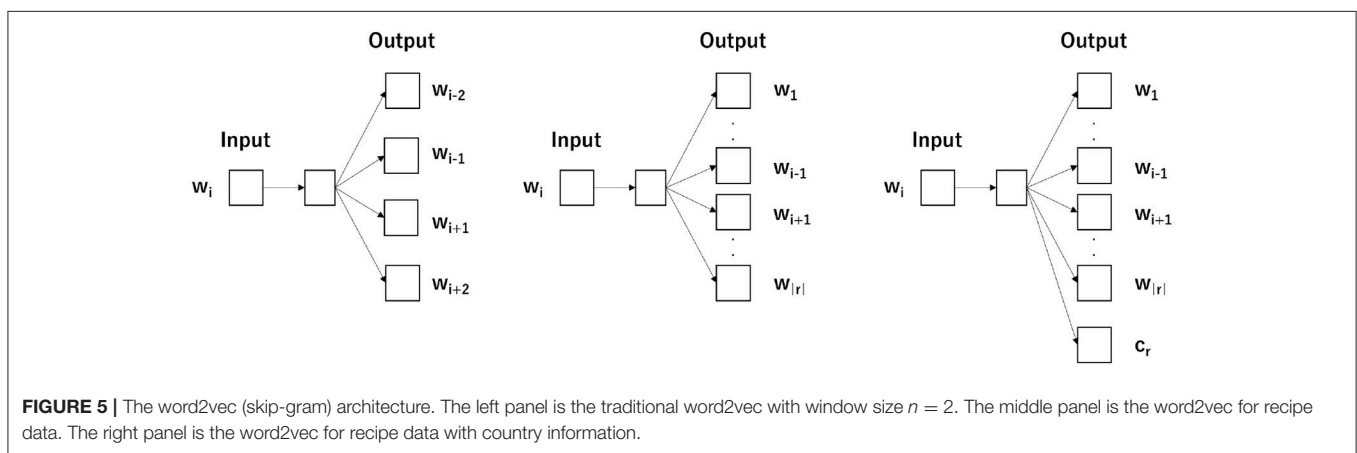 Output
w_{i-2}
Input
w_{i-1}
w_i
w_{i+1}
w_{i+2}
Output
w_1
Input
w_{i-1}
w_i
w_{i+1}
w_{|r|}
Output
w_1
Input
w_{i-1}
w_i
w_{i+1}
w_{|r|}
c_r
FIGURE 5 | The word2vec (skip-gram) architecture. The left panel is the traditional word2vec with window size n = 2. The middle panel is the word2vec for recipe
data. The right panel is the word2vec for recipe data with country information.